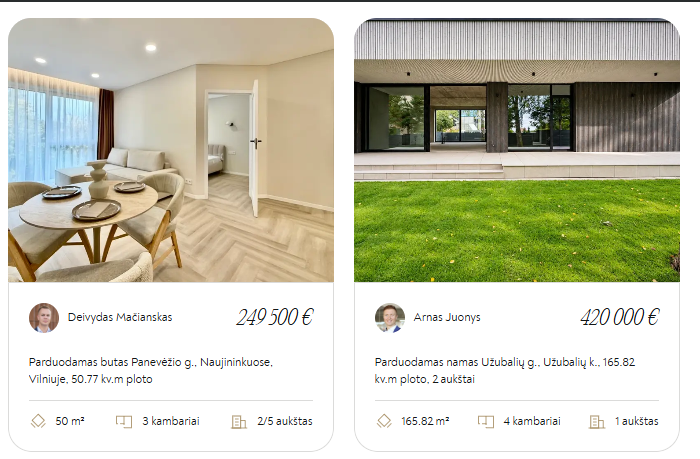 Deivydas Mačianskas
249 500 €
Parduodamas butas Panevėžio g., Naujininkuose,
Vilniuje, 50.77 kv.m ploto
50 m²
3 kambariai
2/5 aukštas
Arnas Juonys
420 000 €
Parduodamas namas Užubalių g., Užubalių k., 165.82
kv.m ploto, 2 aukštai
165.82 m²
4 kambariai
1 aukštas